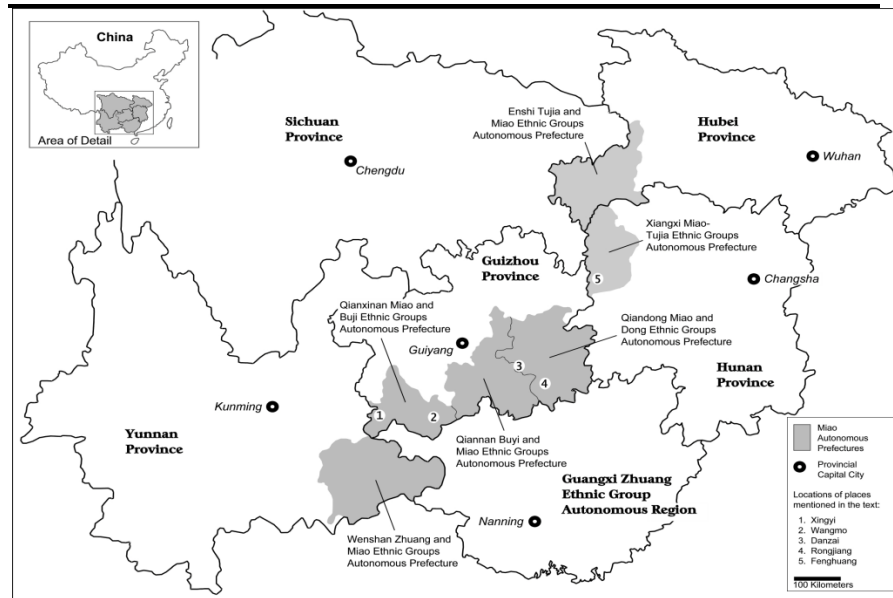 China
Area of Detail
Sichuan
Province
Chengdu
Enshi Tujia and
Miao Ethnic Groups
Autonomous Prefecture
Hubei
Province
Wuhan
Xiangxi Miao-
Tujia Ethnic Groups
Autonomous Prefecture
5
Changsha
Guizhou
Province
Qianxinan Miao and
Buji Ethnic Groups
Autonomous Prefecture
Guiyang
Qiandong Miao and
Dong Ethnic Groups
Autonomous Prefecture
3
4
Hunan
Province
Kunming
1
2
Yunnan
Province
Qiannan Buyi and
Miao Ethnic Groups
Autonomous Prefecture
Guangxi Zhuang
Ethnic Group
Autonomous Region
Nanning
Wenshan Zhuang and
Miao Ethnic Groups
Autonomous Prefecture
Miao
Autonomous
Prefectures
Provincial
Capital City
Locations of places
mentioned in the text:
1. Xingyi
2. Wangmo
3. Danzai
4. Rongjiang
5. Fenghuang
100 Kilometers